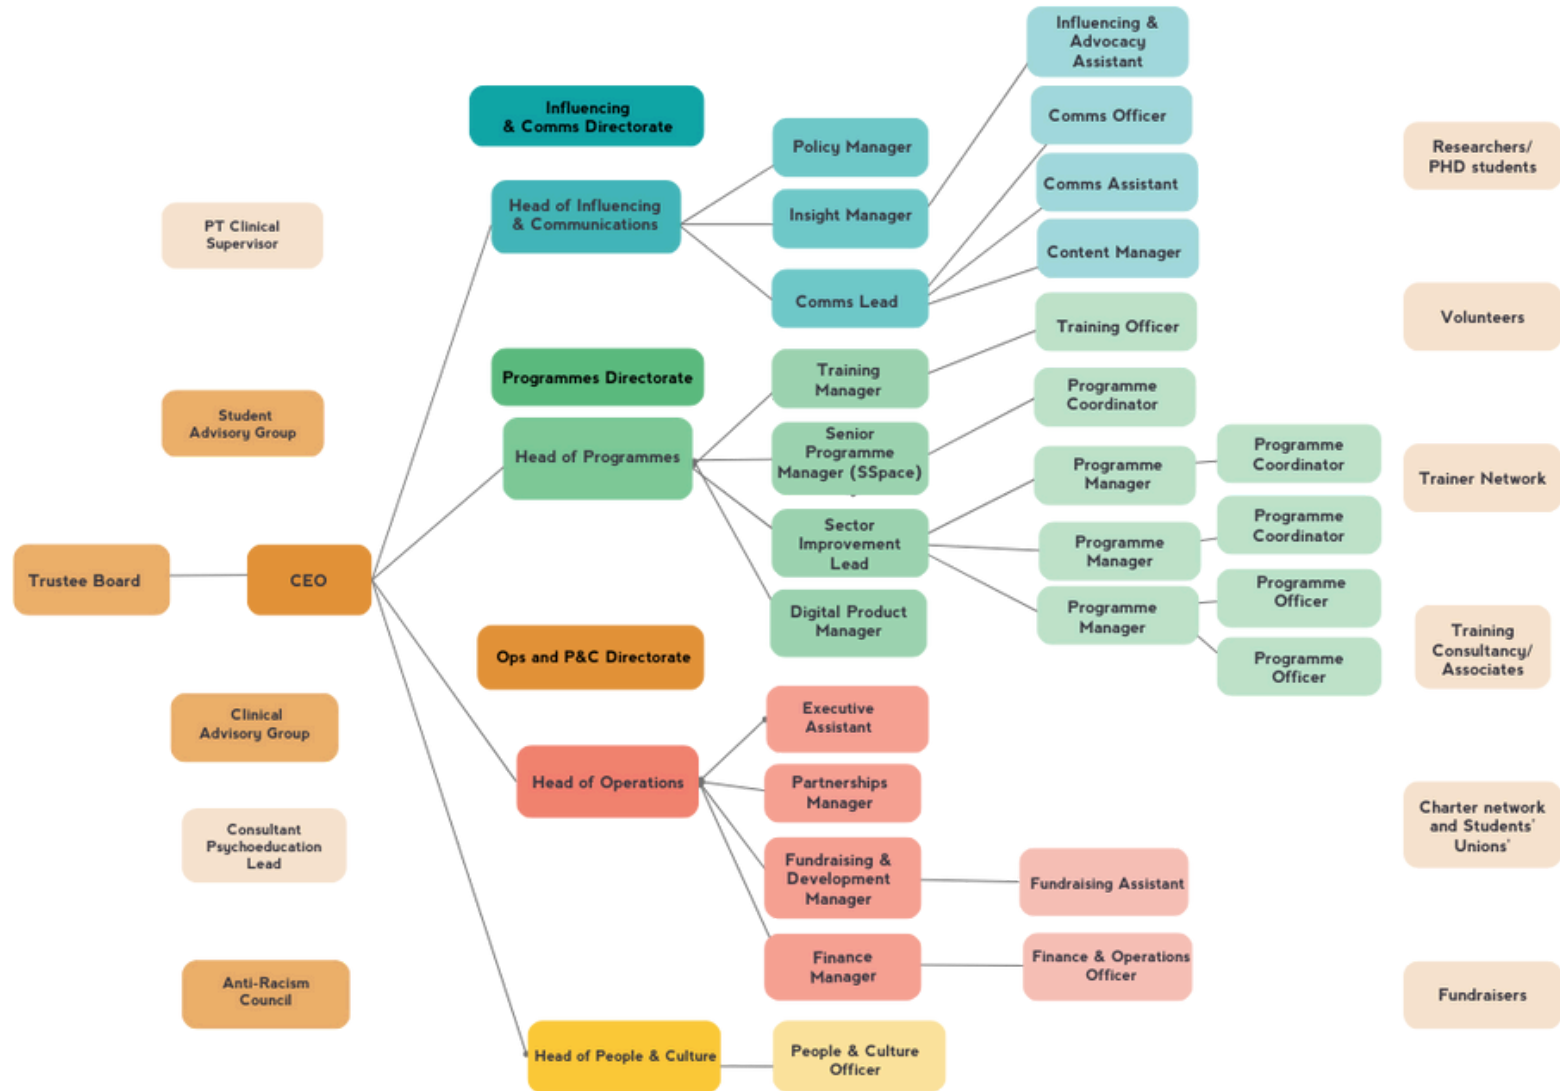 Trustee Board
CEO
PT Clinical
Supervisor
Student
Advisory Group
Clinical
Advisory Group
Consultant
Psychoeducation
Lead
Anti-Racism
Council
Influencing
& Comms Directorate
Head of Influencing
& Communications
Policy Manager
Insight Manager
Comms Lead
Influencing &
Advocacy
Assistant
Comms Officer
Comms Assistant
Content Manager
Programmes Directorate
Head of Programmes
Training
Manager
Senior
Programme
Manager (SSpace)
Sector
Improvement
Lead
Digital Product
Manager
Training Officer
Programme
Coordinator
Programme
Manager
Programme
Manager
Programme
Manager
Programme
Coordinator
Programme
Coordinator
Programme
Officer
Programme
Officer
Ops and P&C Directorate
Head of Operations
Executive
Assistant
Partnerships
Manager
Fundraising &
Development
Manager
Finance
Manager
Fundraising Assistant
Finance & Operations
Officer
Head of People & Culture
People & Culture
Officer
Researchers/
PHD students
Volunteers
Trainer Network
Training
Consultancy/
Associates
Charter network
and Students'
Unions'
Fundraisers